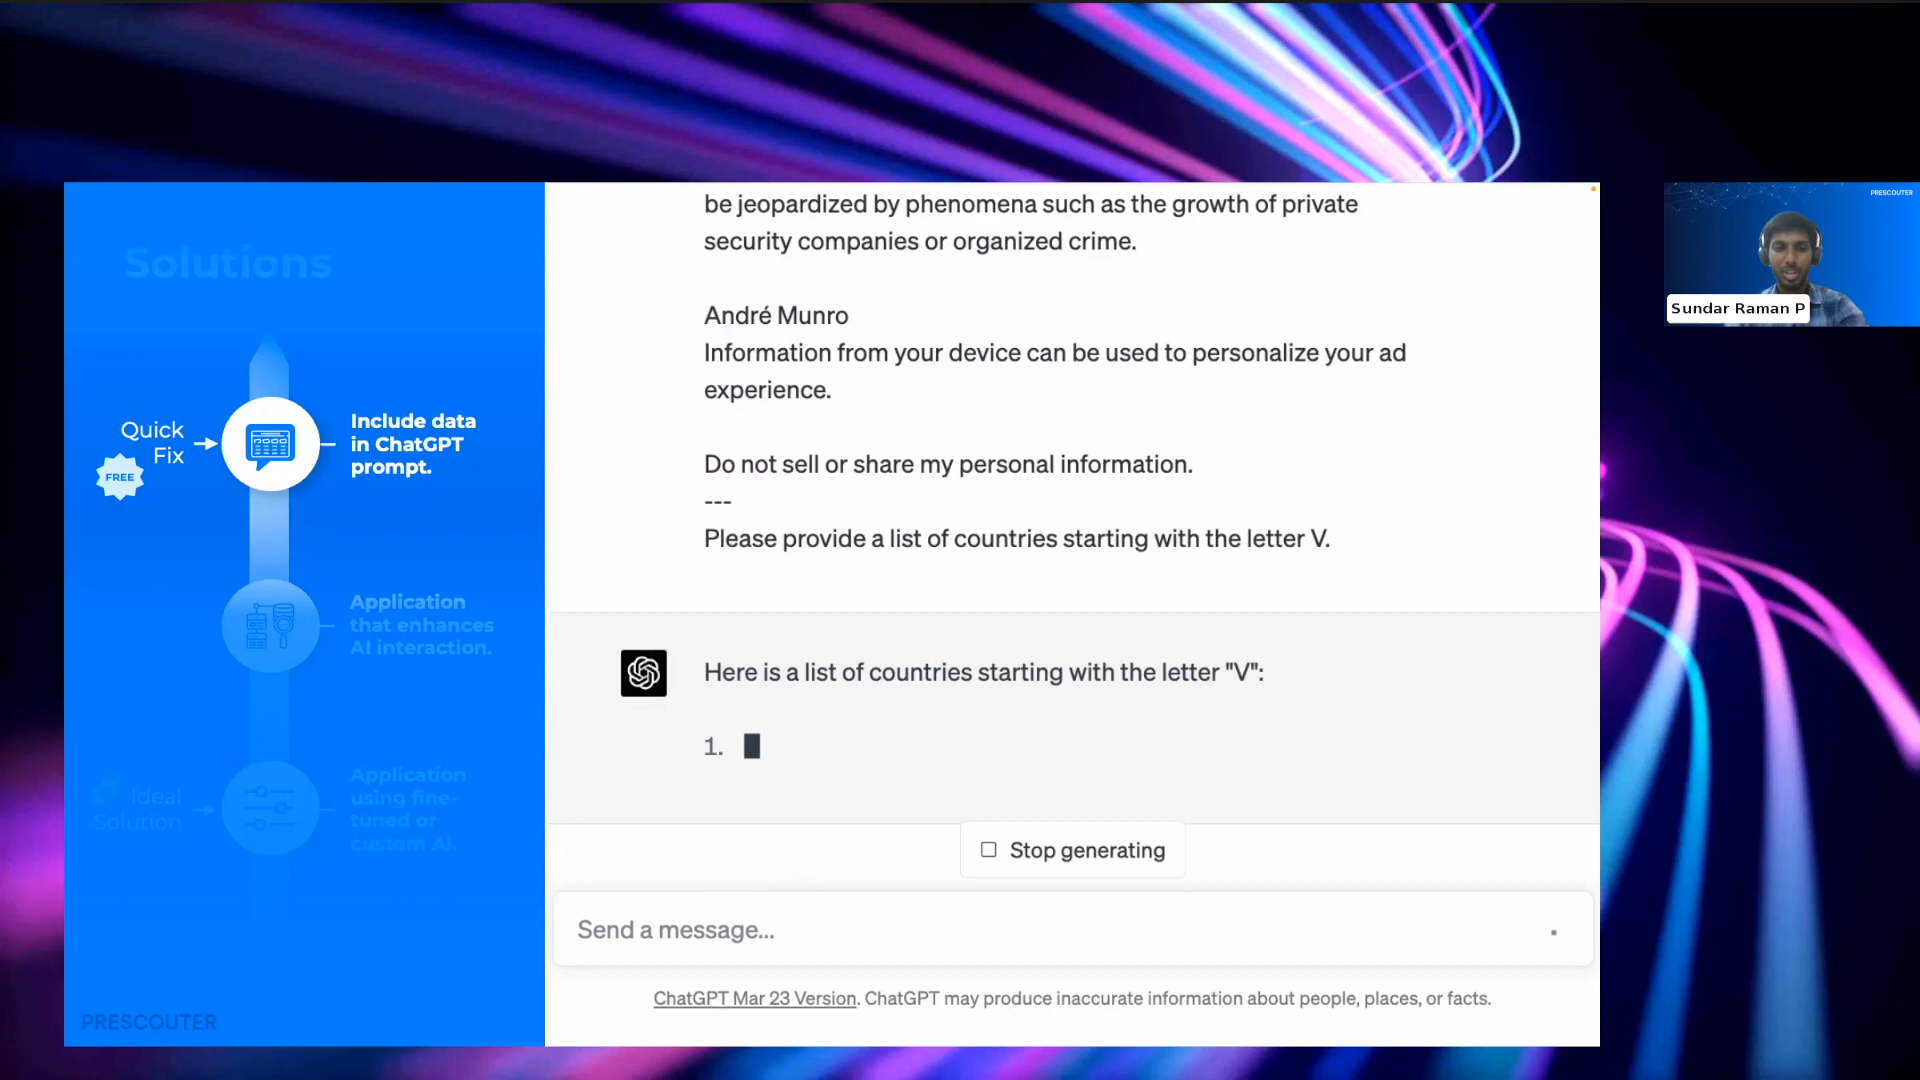 Solutions
Quick
Fix
FREE
Include data
in ChatGPT
prompt.
Application
that enhances
AI interaction.
Ideal
Solution
Application
using fine-
tuned or
custom AI.
PRESCOUTER
be jeopardized by phenomena such as the growth of private
security companies or organized crime.
André Munro
Information from your device can be used to personalize your ad
experience.
Do not sell or share my personal information.
---
Please provide a list of countries starting with the letter V.
Here is a list of countries starting with the letter "V":
1.
Stop generating
Send a message...
ChatGPT Mar 23 Version. ChatGPT may produce inaccurate information about people, places, or facts.
PRESCOUTER
Sundar Raman P